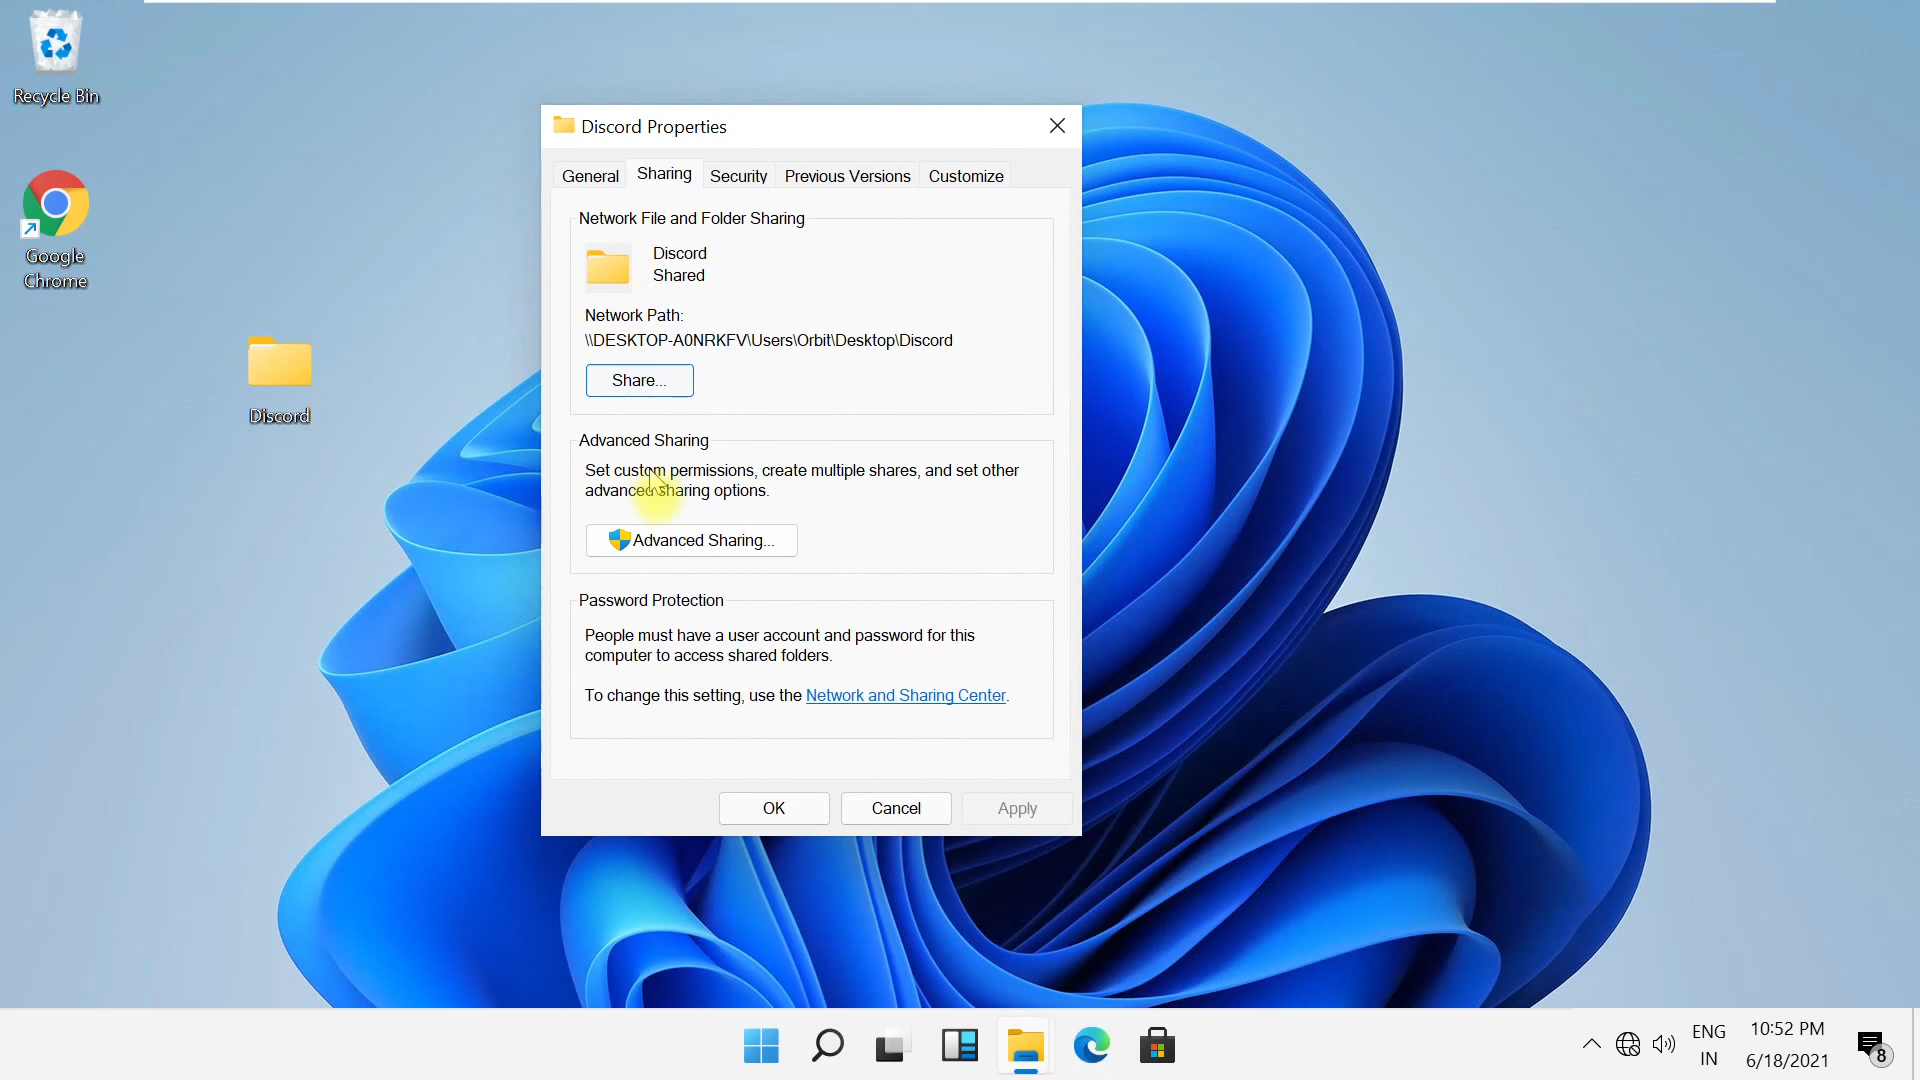 Recycle Bin
Google
Chrome
Discord
Discord Properties
General Sharing Security Previous Versions Customize
Network File and Folder Sharing
Discord
Shared
Network Path:
\\DESKTOP-A0NRKFV\Users\Orbit\Desktop\Discord
Share...
Advanced Sharing
Set custom permissions, create multiple shares, and set other
advanced sharing options.
Advanced Sharing...
Password Protection
People must have a user account and password for this
computer to access shared folders.
To change this setting, use the Network and Sharing Center.
OK Cancel Apply
ENG
IN
10:52 PM
6/18/2021
8